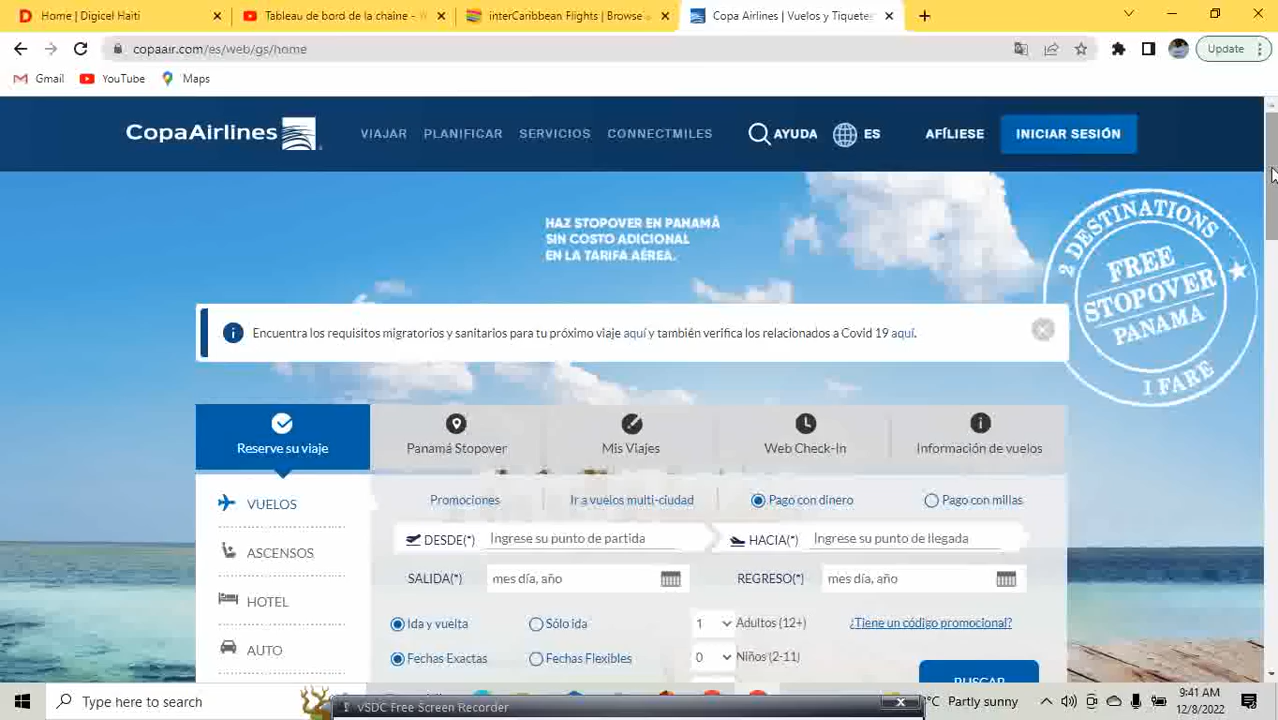 Home | Digicel Haiti
Tableau de bord de la chaîne -
interCaribbean Flights | Browse
Copa Airlines | Vuelos y Tiquete
copaair.com/es/web/gs/home
Update
Gmail
YouTube
Maps
CopaAirlines
VIAJAR
PLANIFICAR
SERVICIOS
CONNECTMILES
AYUDA
ES
AFÍLIESE
INICIAR SESIÓN
HAZ STOPOVER EN PANAMÁ
SIN COSTO ADICIONAL
EN LA TARIFA AÉREA.
2 DESTINATIONS
FREE
STOPOVER
PANAMA
1 FARE
Encuentra los requisitos migratorios y sanitarios para tu próximo viaje aquí y también verifica los relacionados a Covid 19 aquí.
Reserve su viaje
Panamá Stopover
Mis Viajes
Web Check-In
Información de vuelos
VUELOS
ASCENSOS
HOTEL
AUTO
Promociones
Ir a vuelos multi-ciudad
Pago con dinero
Pago con millas
DESDE(*)
Ingrese su punto de partida
HACIA(*)
Ingrese su punto de llegada
SALIDA(*)
mes día, año
REGRESO(*)
mes día, año
Ida y vuelta
Sólo ida
1
Adultos (12+)
¿Tiene un código promocional?
Fechas Exactas
Fechas Flexibles
0
Niños (2-11)
BUSCAR
Type here to search
VSDC Free Screen Recorder
°C Partly sunny
9:41 AM
12/8/2022